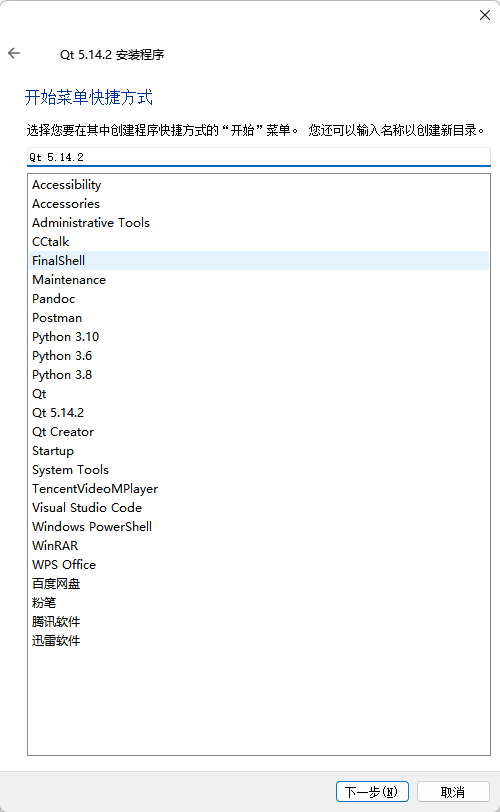 Qt 5.14.2 安装程序
开始菜单快捷方式
选择您要在其中创建程序快捷方式的“开始”菜单。 您还可以输入名称以创建新目录。
Qt 5.14.2
Accessibility
Accessories
Administrative Tools
CCtalk
FinalShell
Maintenance
Pandoc
Postman
Python 3.10
Python 3.6
Python 3.8
Qt
Qt 5.14.2
Qt Creator
Startup
System Tools
TencentVideoMPlayer
Visual Studio Code
Windows PowerShell
WinRAR
WPS Office
百度网盘
粉笔
腾讯软件
迅雷软件
下一步(N) 取消